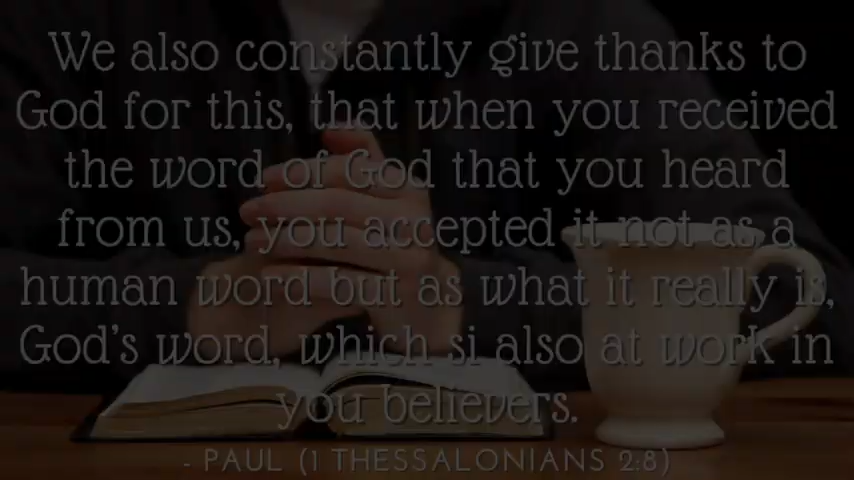 We also constantly give thanks to
God for this, that when you received
the word of God that you heard
from us, you accepted it not as a
human word but as what it really is,
God's word, which si also at work in
you believers.
- PAUL (1 THESSALONIANS 2:8)